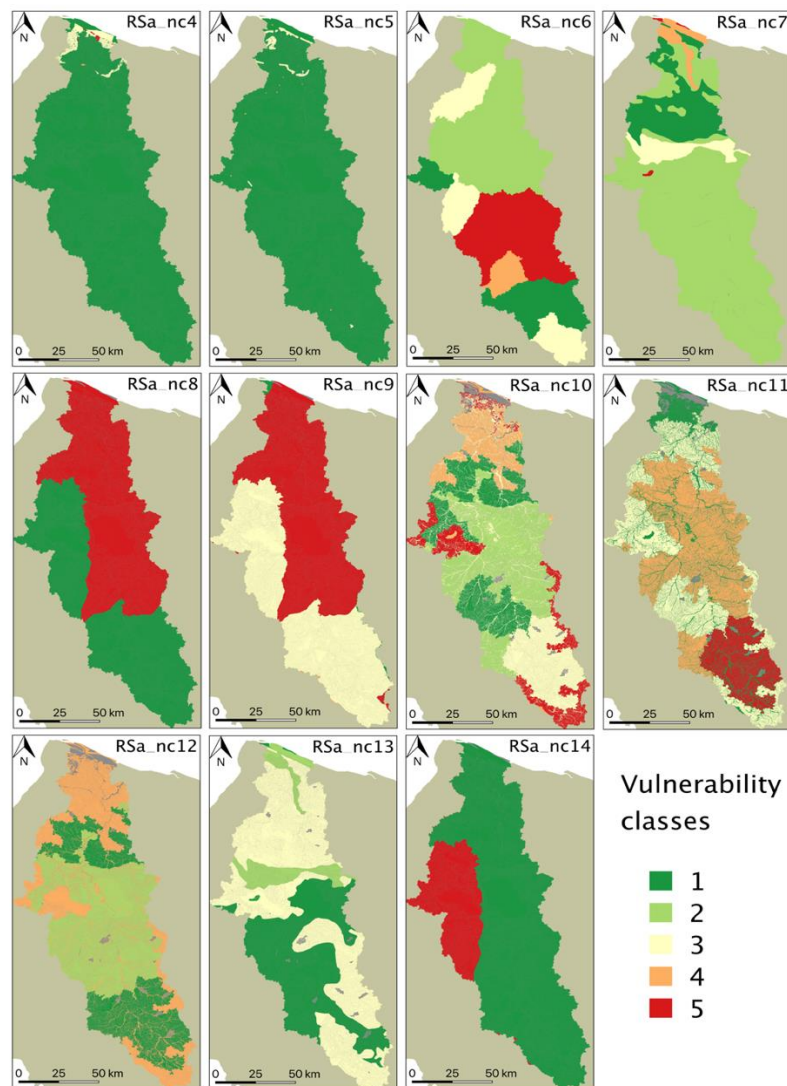 RSa_nc4
N
0 25 50 km
RSa_nc5
N
0 25 50 km
RSa_nc6
N
0 25 50 km
RSa_nc7
N
0 25 50 km
RSa_nc8
N
0 25 50 km
RSa_nc9
N
0 25 50 km
RSa_nc10
N
0 25 50 km
RSa_nc11
N
0 25 50 km
RSa_nc12
N
0 25 50 km
RSa_nc13
N
0 25 50 km
RSa_nc14
N
0 25 50 km
Vulnerability
classes
1
2
3
4
5